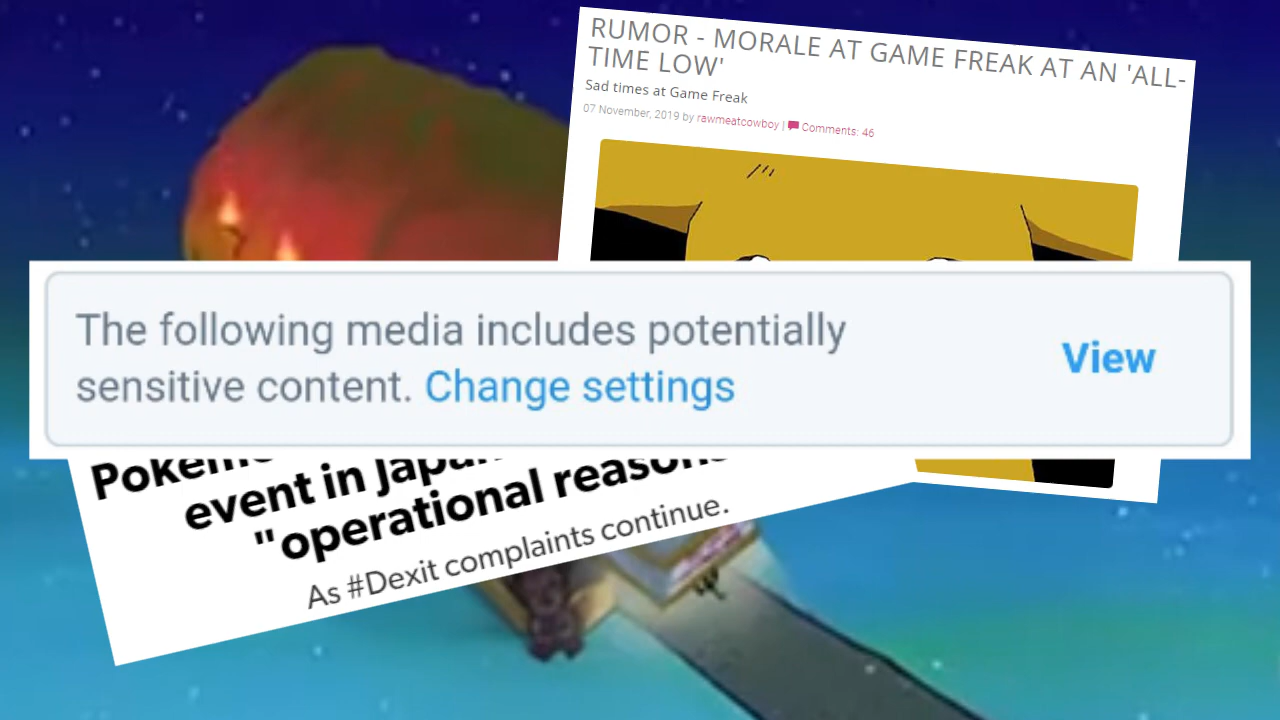 RUMOR - MORALE AT GAME FREAK AT AN 'ALL-
TIME LOW'
Sad times at Game Freak
07 November, 2019 by rawmeatcowboy | Comments: 46
The following media includes potentially
sensitive content. Change settings
View
event in Japan
"operational reasons
As #Dexit complaints continue.